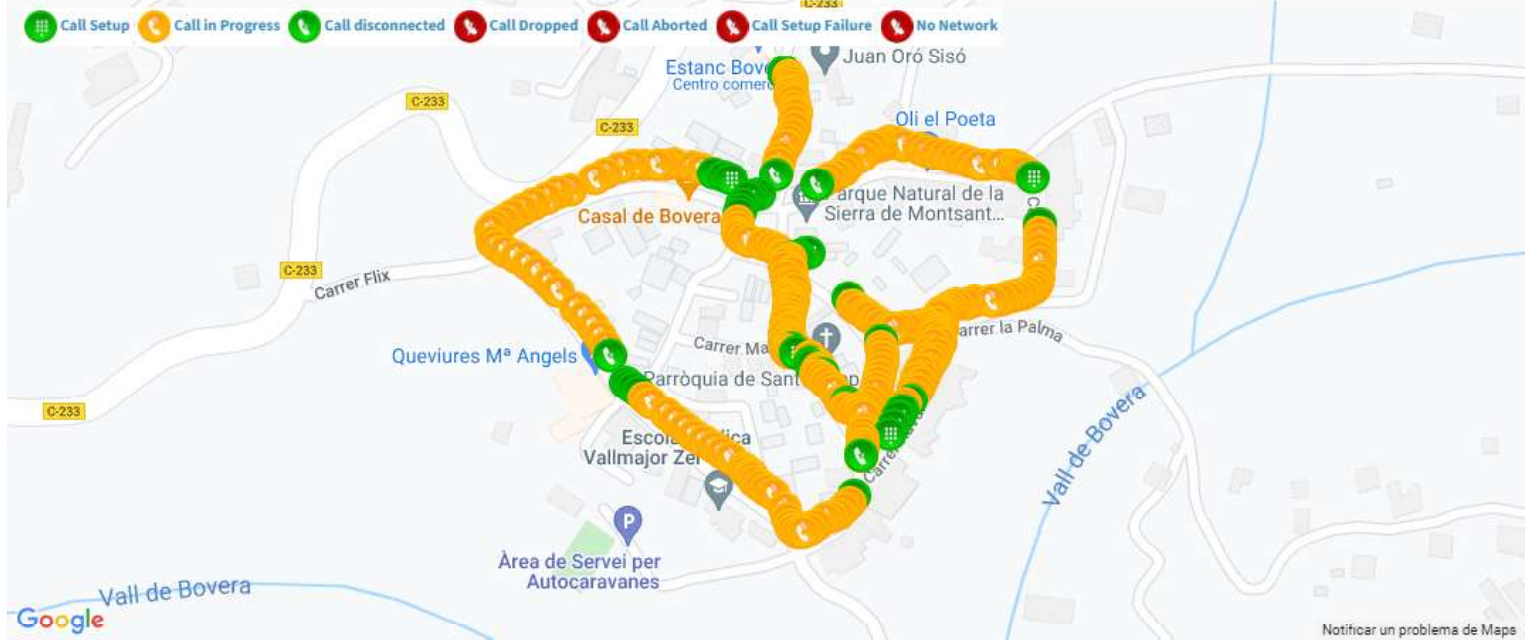 C-233
Call Setup
Call in Progress
Call disconnected
Call Dropped
Call Aborted
Call Setup Failure
No Network
Juan Oró Sisó
Estanc Bove
Centro comerc
C-233
C-233
Oli el Poeta
Parque Natural de la
Sierra de Montsant...
Casal de Bovera
C-233
Carrer Flix
Carrer Ma
arrer la Palma
Queviures Mª Angels
Parròquia de Sant
C-233
Vallmajor Zer
Carrer
Vall de Bovera
P
Àrea de Servei per
Autocaravanes
Vall de Bovera
Google
Notificar un problema de Maps